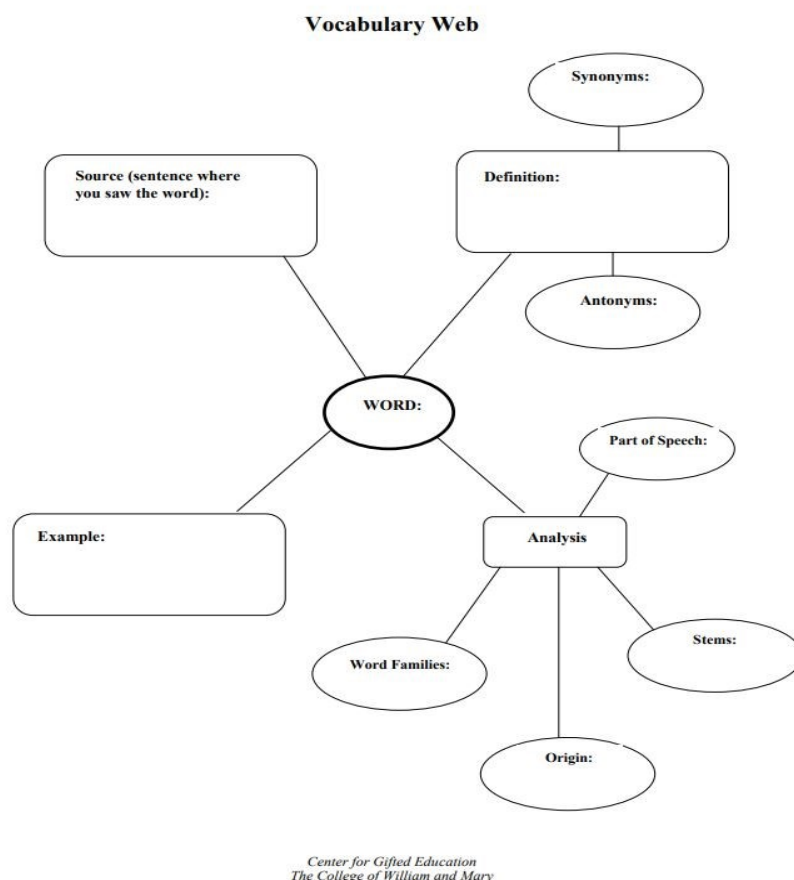 Vocabulary Web
Synonyms:
Source (sentence where
you saw the word):
Definition:
Antonyms:
WORD:
Part of Speech:
Example:
Analysis
Stems:
Word Families:
Origin:
Center for Gifted Education
The College of William and Mary